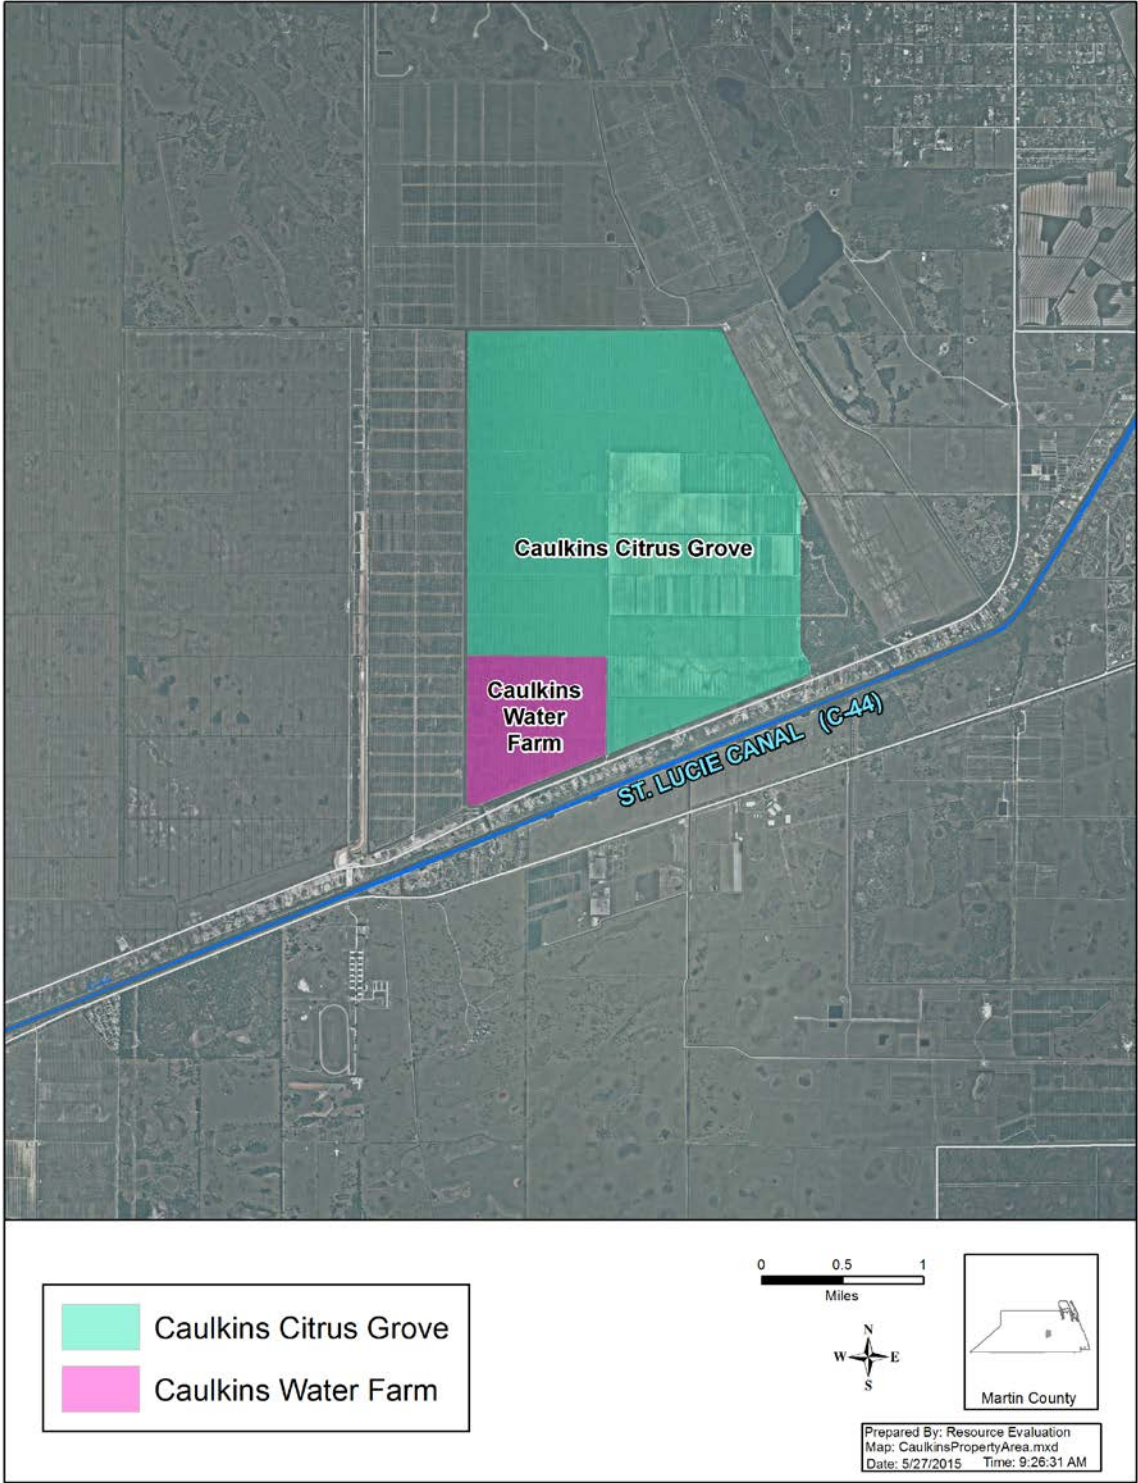 Caulkins Citrus Grove
Caulkins
Water
Farm
ST. LUCIE CANAL (C-44)
Caulkins Citrus Grove
Caulkins Water Farm
0 0.5 1
Miles
N
W E
S
Martin County
Prepared By: Resource Evaluation
Map: CaulkinsPropertyArea.mxd
Date: 5/27/2015 Time: 9:26:31 AM